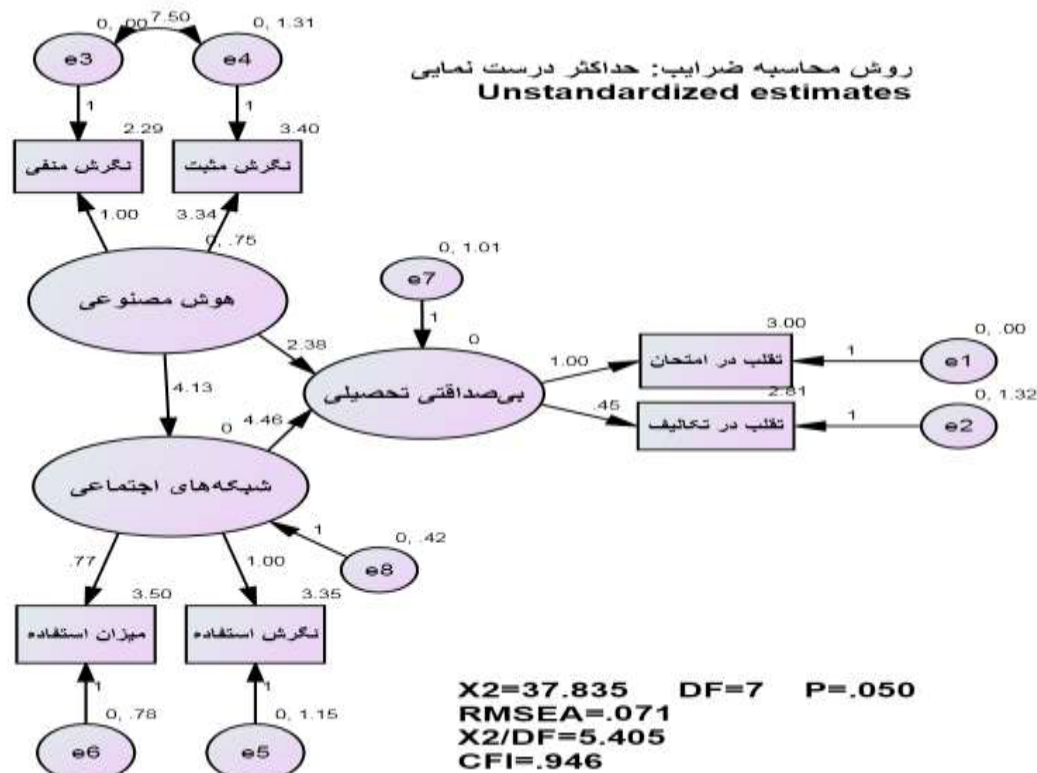 0, .00
7.50
0, 1.31
e3
e4
روش محاسبه ضرایب: حداکثر درست نمایی
Unstandardized estimates
1
1
2.29
3.40
نگرش منفی
نگرش مثبت
1.00
3.34
0, .75
0, 1.01
هوش مصنوعی
e7
1
0
2.38
3.00
0, .00
1.00
تقلب در امتحان
1
e1
بی‌صداقتی تحصیلی
4.13
2.81
0, 1.32
.45
تقلب در تکالیف
1
e2
0
4.46
شبکه‌های اجتماعی
1
0, .42
.77
1.00
e8
3.50
3.35
میزان استفاده
نگرش استفاده
1
1
0, .78
0, 1.15
e6
e5
X2=37.835 DF=7 P=.050
RMSEA=.071
X2/DF=5.405
CFI=.946